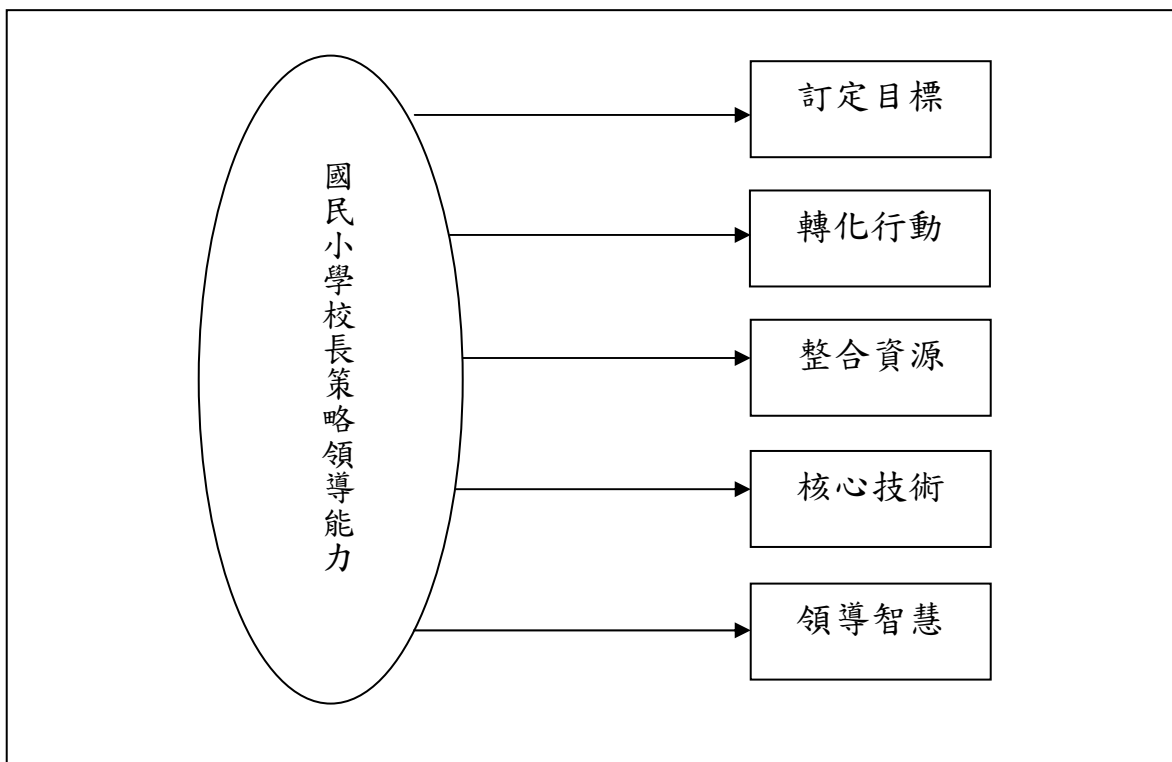 國民小學校長策略領導能力
訂定目標
轉化行動
整合資源
核心技術
領導智慧